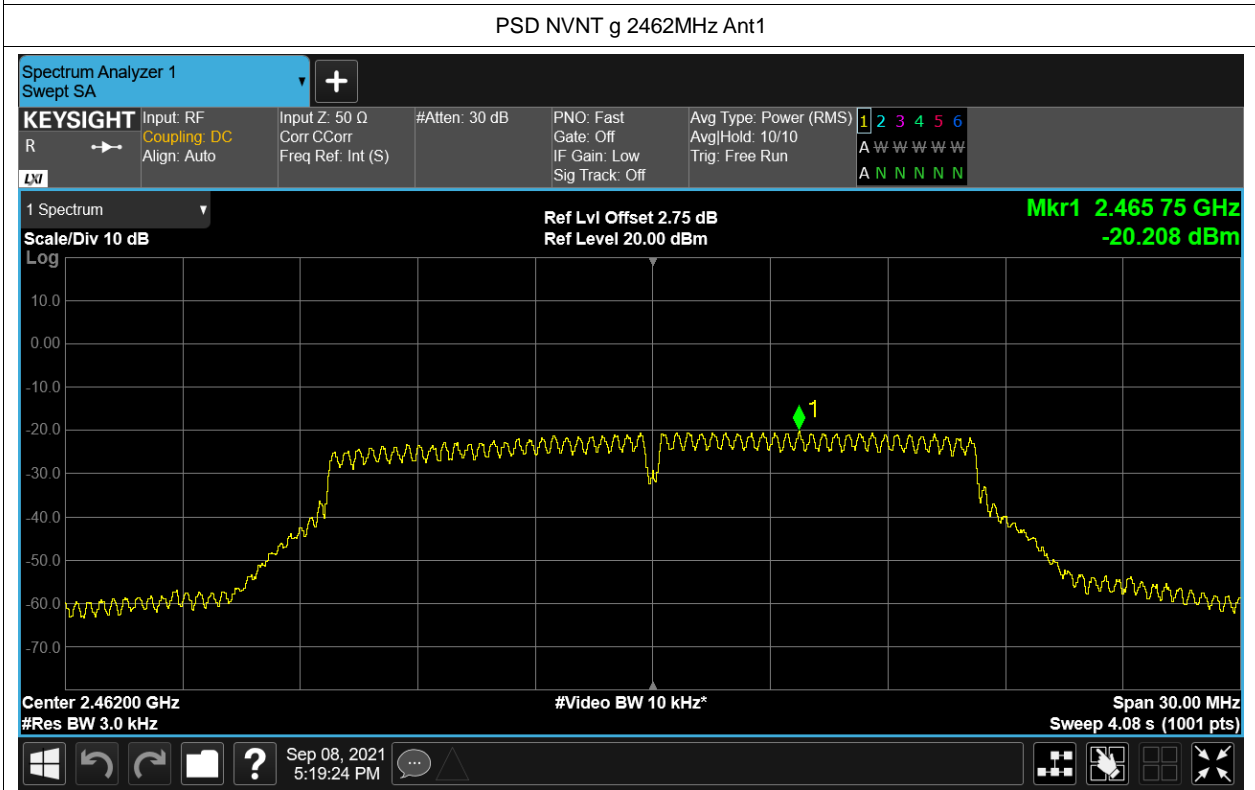 PSD NVNT g 2462MHz Ant1
Spectrum Analyzer 1
Swept SA
KEYSIGHT
R
LXI
Input: RF
Coupling: DC
Align: Auto
Input Z: 50 Ω
Corr CCorr
Freq Ref: Int (S)
#Atten: 30 dB
PNO: Fast
Gate: Off
IF Gain: Low
Sig Track: Off
Avg Type: Power (RMS)
Avg|Hold: 10/10
Trig: Free Run
1 2 3 4 5 6
A W W W W W
A N N N N N
1 Spectrum
Scale/Div 10 dB
Ref Lvl Offset 2.75 dB
Ref Level 20.00 dBm
Mkr1 2.465 75 GHz
-20.208 dBm
Log
10.0
0.00
-10.0
-20.0
-30.0
-40.0
-50.0
-60.0
-70.0
1
Center 2.46200 GHz
#Res BW 3.0 kHz
#Video BW 10 kHz*
Span 30.00 MHz
Sweep 4.08 s (1001 pts)
?
Sep 08, 2021
5:19:24 PM